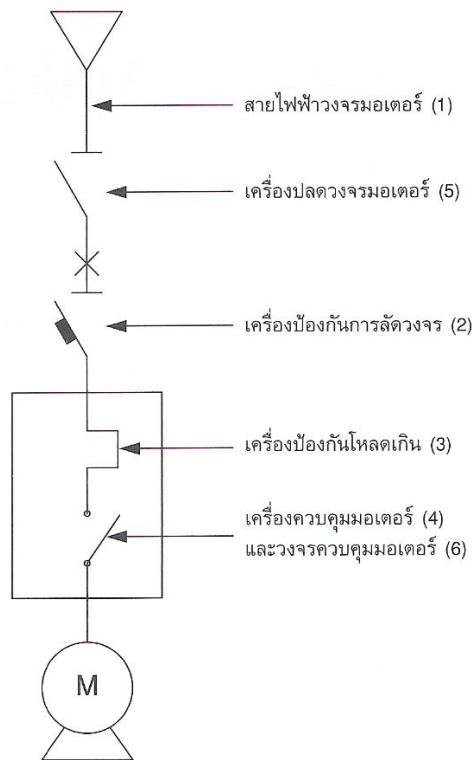 สายไฟฟ้าวงจรมอเตอร์ (1)
เครื่องปลดวงจรมอเตอร์ (5)
เครื่องป้องกันการลัดวงจร (2)
เครื่องป้องกันโหลดเกิน (3)
เครื่องควบคุมมอเตอร์ (4)
และวงจรควบคุมมอเตอร์ (6)
M